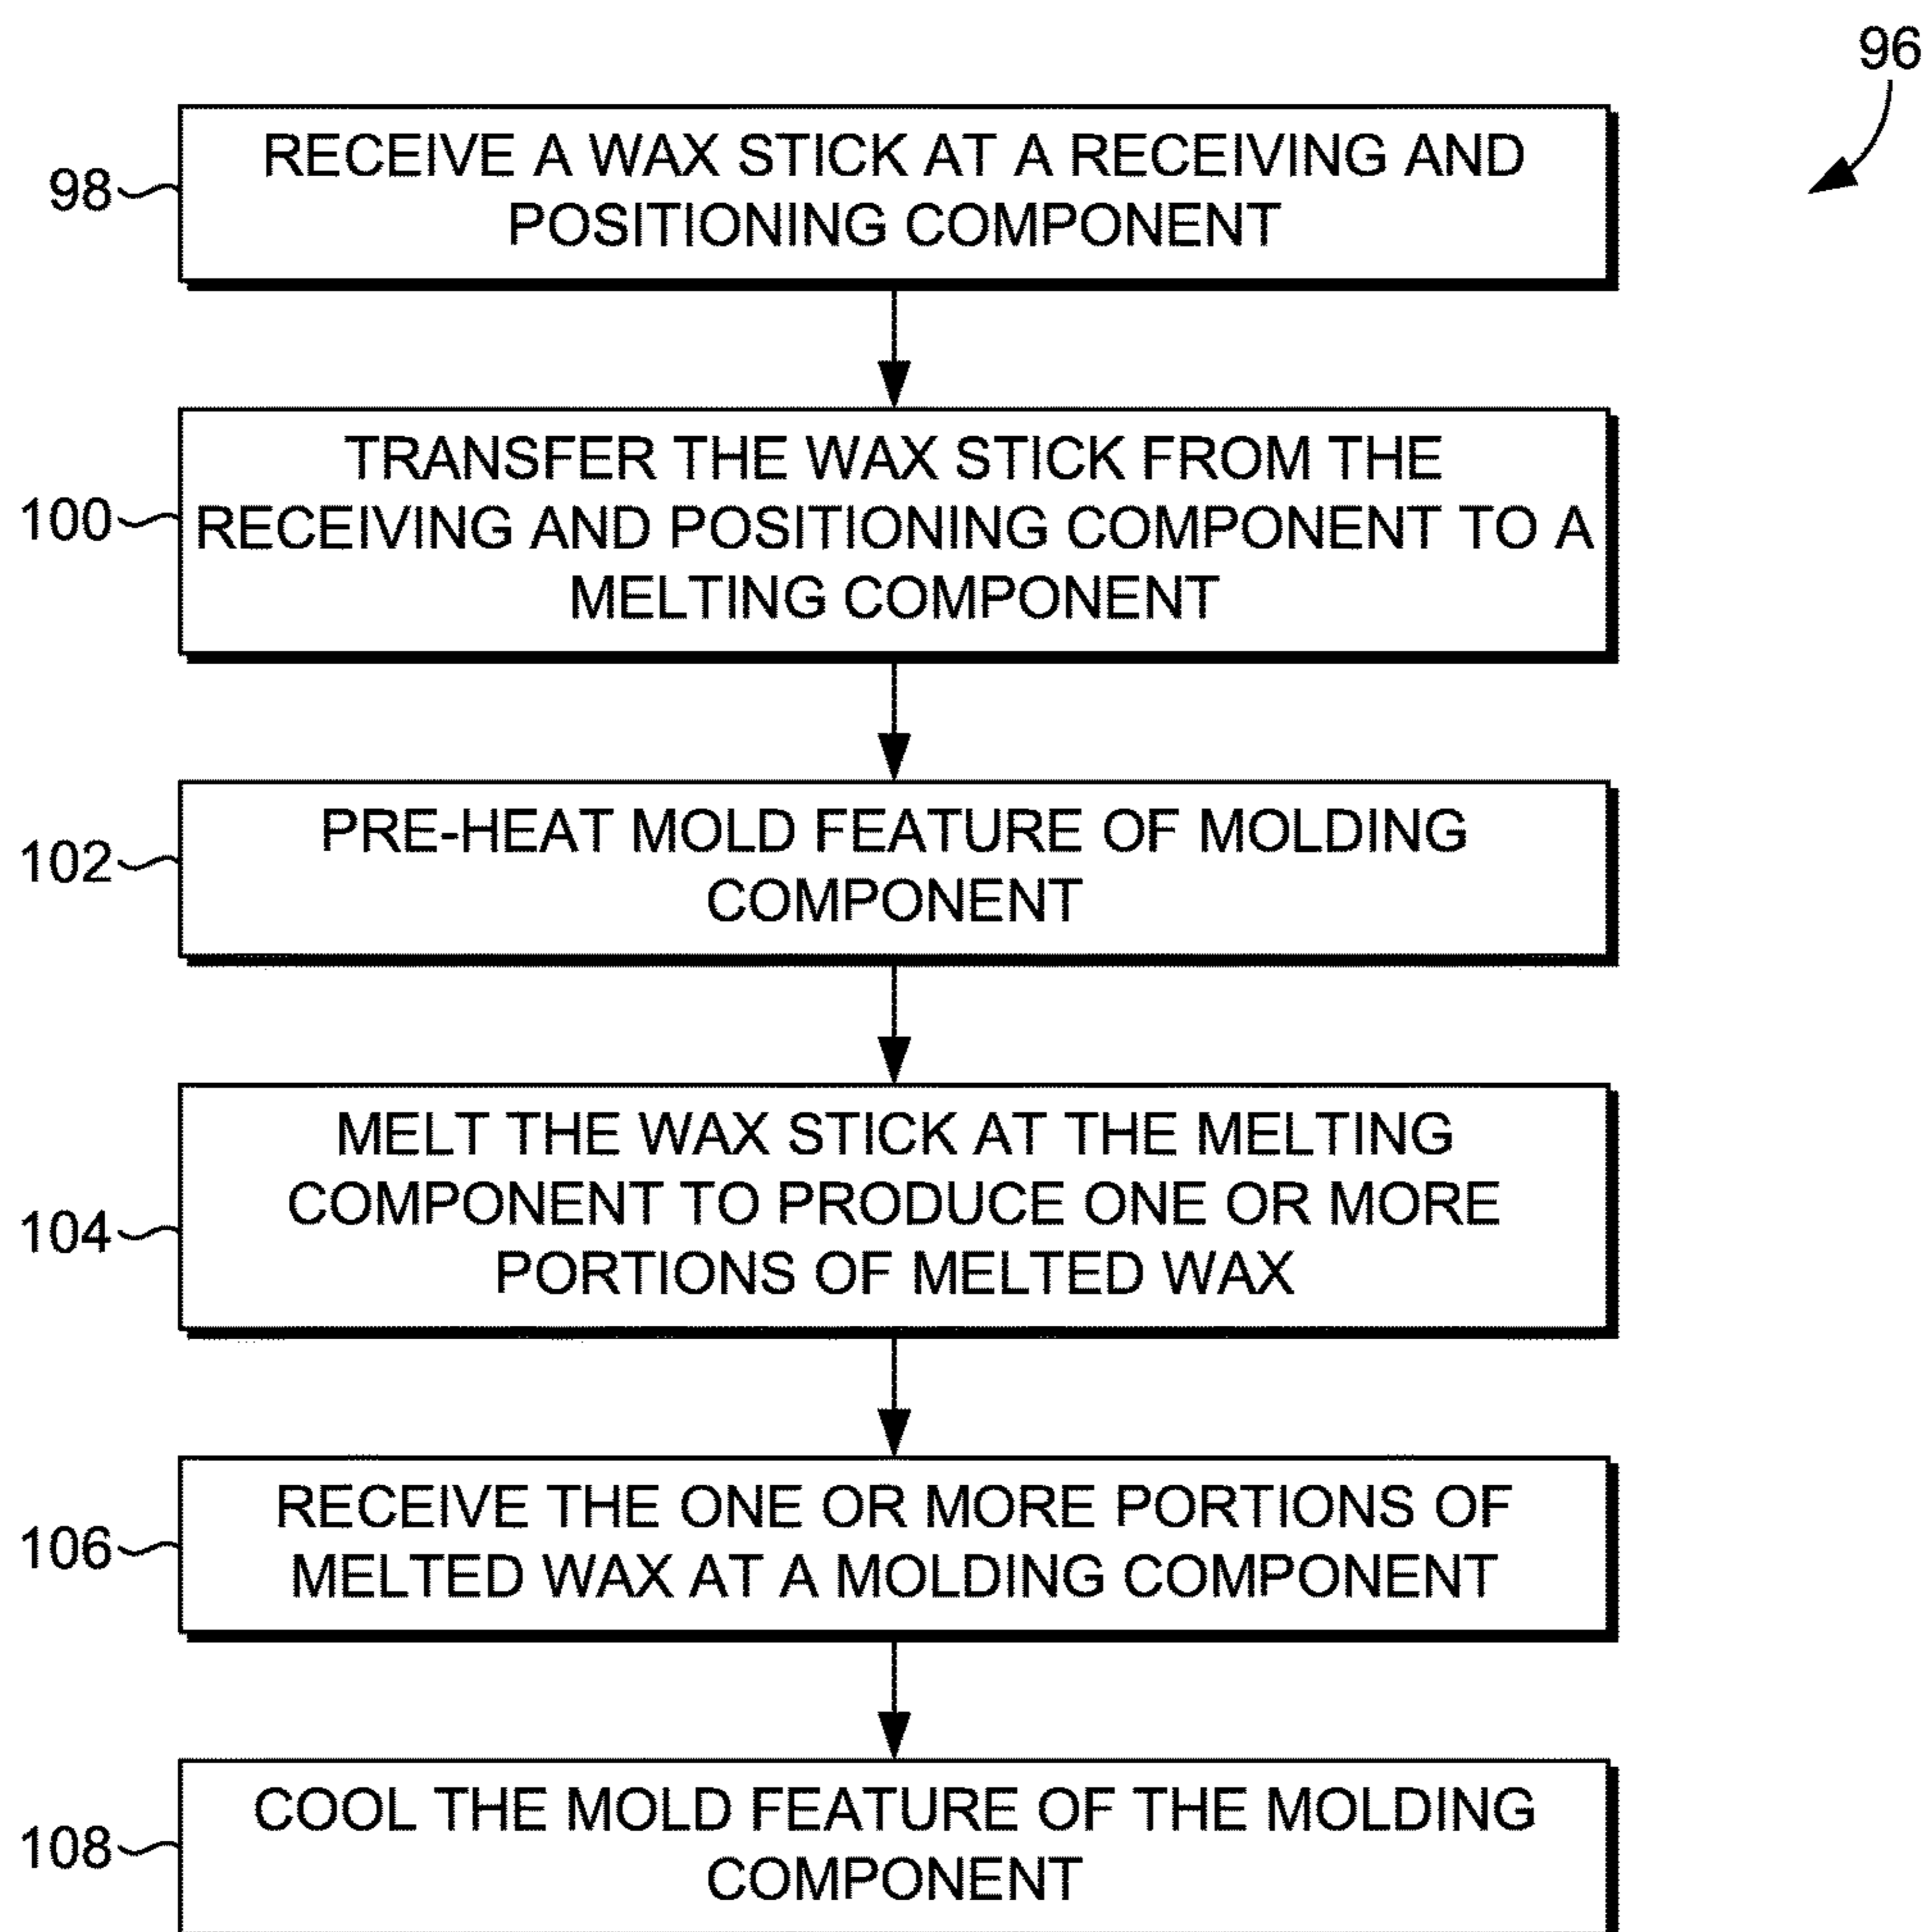 96
RECEIVE A WAX STICK AT A RECEIVING AND
98
POSITIONING COMPONENT
TRANSFER THE WAX STICK FROM THE
100
RECEIVING AND POSITIONING COMPONENT TO A
MELTING COMPONENT
PRE-HEAT MOLD FEATURE OF MOLDING
102
COMPONENT
MELT THE WAX STICK AT THE MELTING
COMPONENT TO PRODUCE ONE OR MORE
104
PORTIONS OF MELTED WAX
RECEIVE THE ONE OR MORE PORTIONS OF
106
MELTED WAX AT A MOLDING COMPONENT
COOL THE MOLD FEATURE OF THE MOLDING
108
COMPONENT